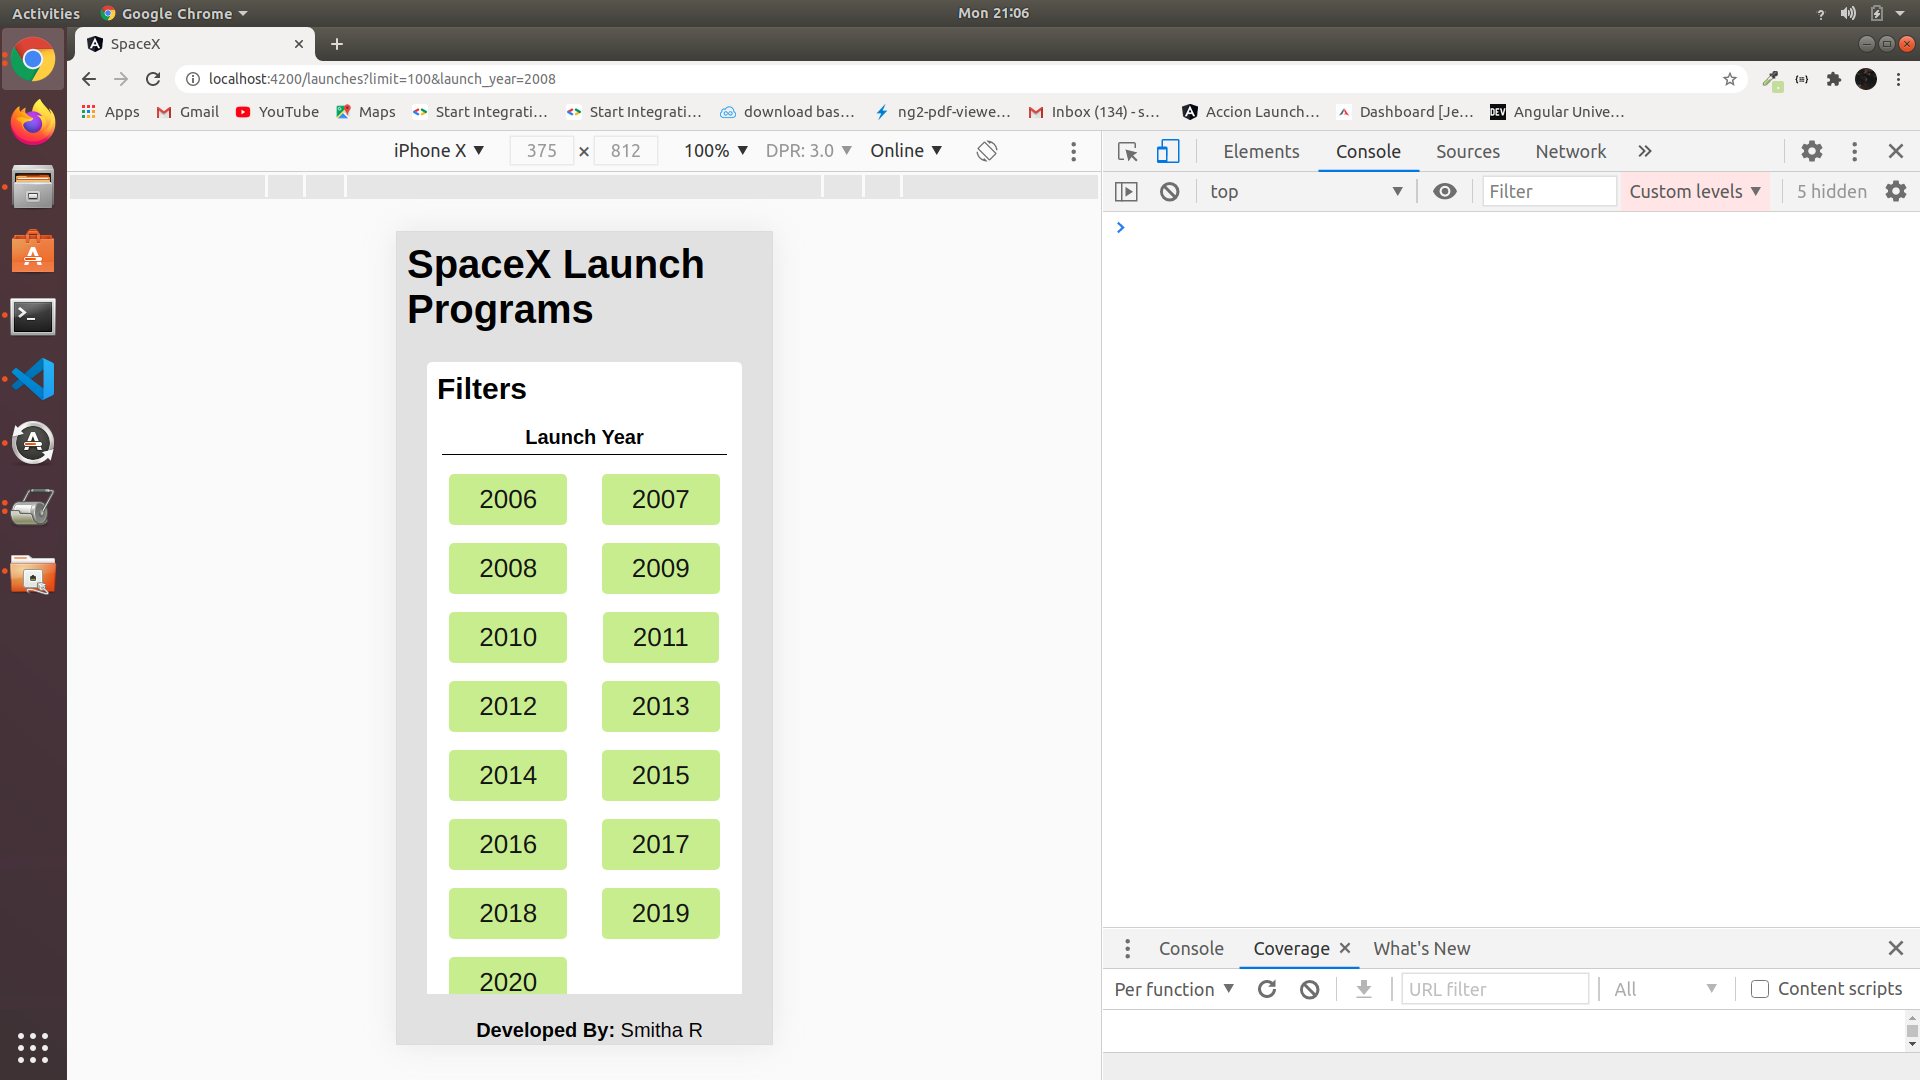 Activities Google Chrome Mon 21:06
SpaceX
localhost:4200/launches?limit=100&launch_year=2008
Apps Gmail YouTube Maps Start Integrati... Start Integrati... download bas... ng2-pdf-viewe... Inbox (134) - s... Accion Launch... Dashboard [Je... DEV Angular Unive...
iPhone X 375 × 812 100% DPR: 3.0 Online
Elements Console Sources Network
top Filter Custom levels 5 hidden
SpaceX Launch
Programs
Filters
Launch Year
2006 2007
2008 2009
2010 2011
2012 2013
2014 2015
2016 2017
2018 2019
2020
Developed By: Smitha R
Console Coverage What's New
Per function URL filter All Content scripts